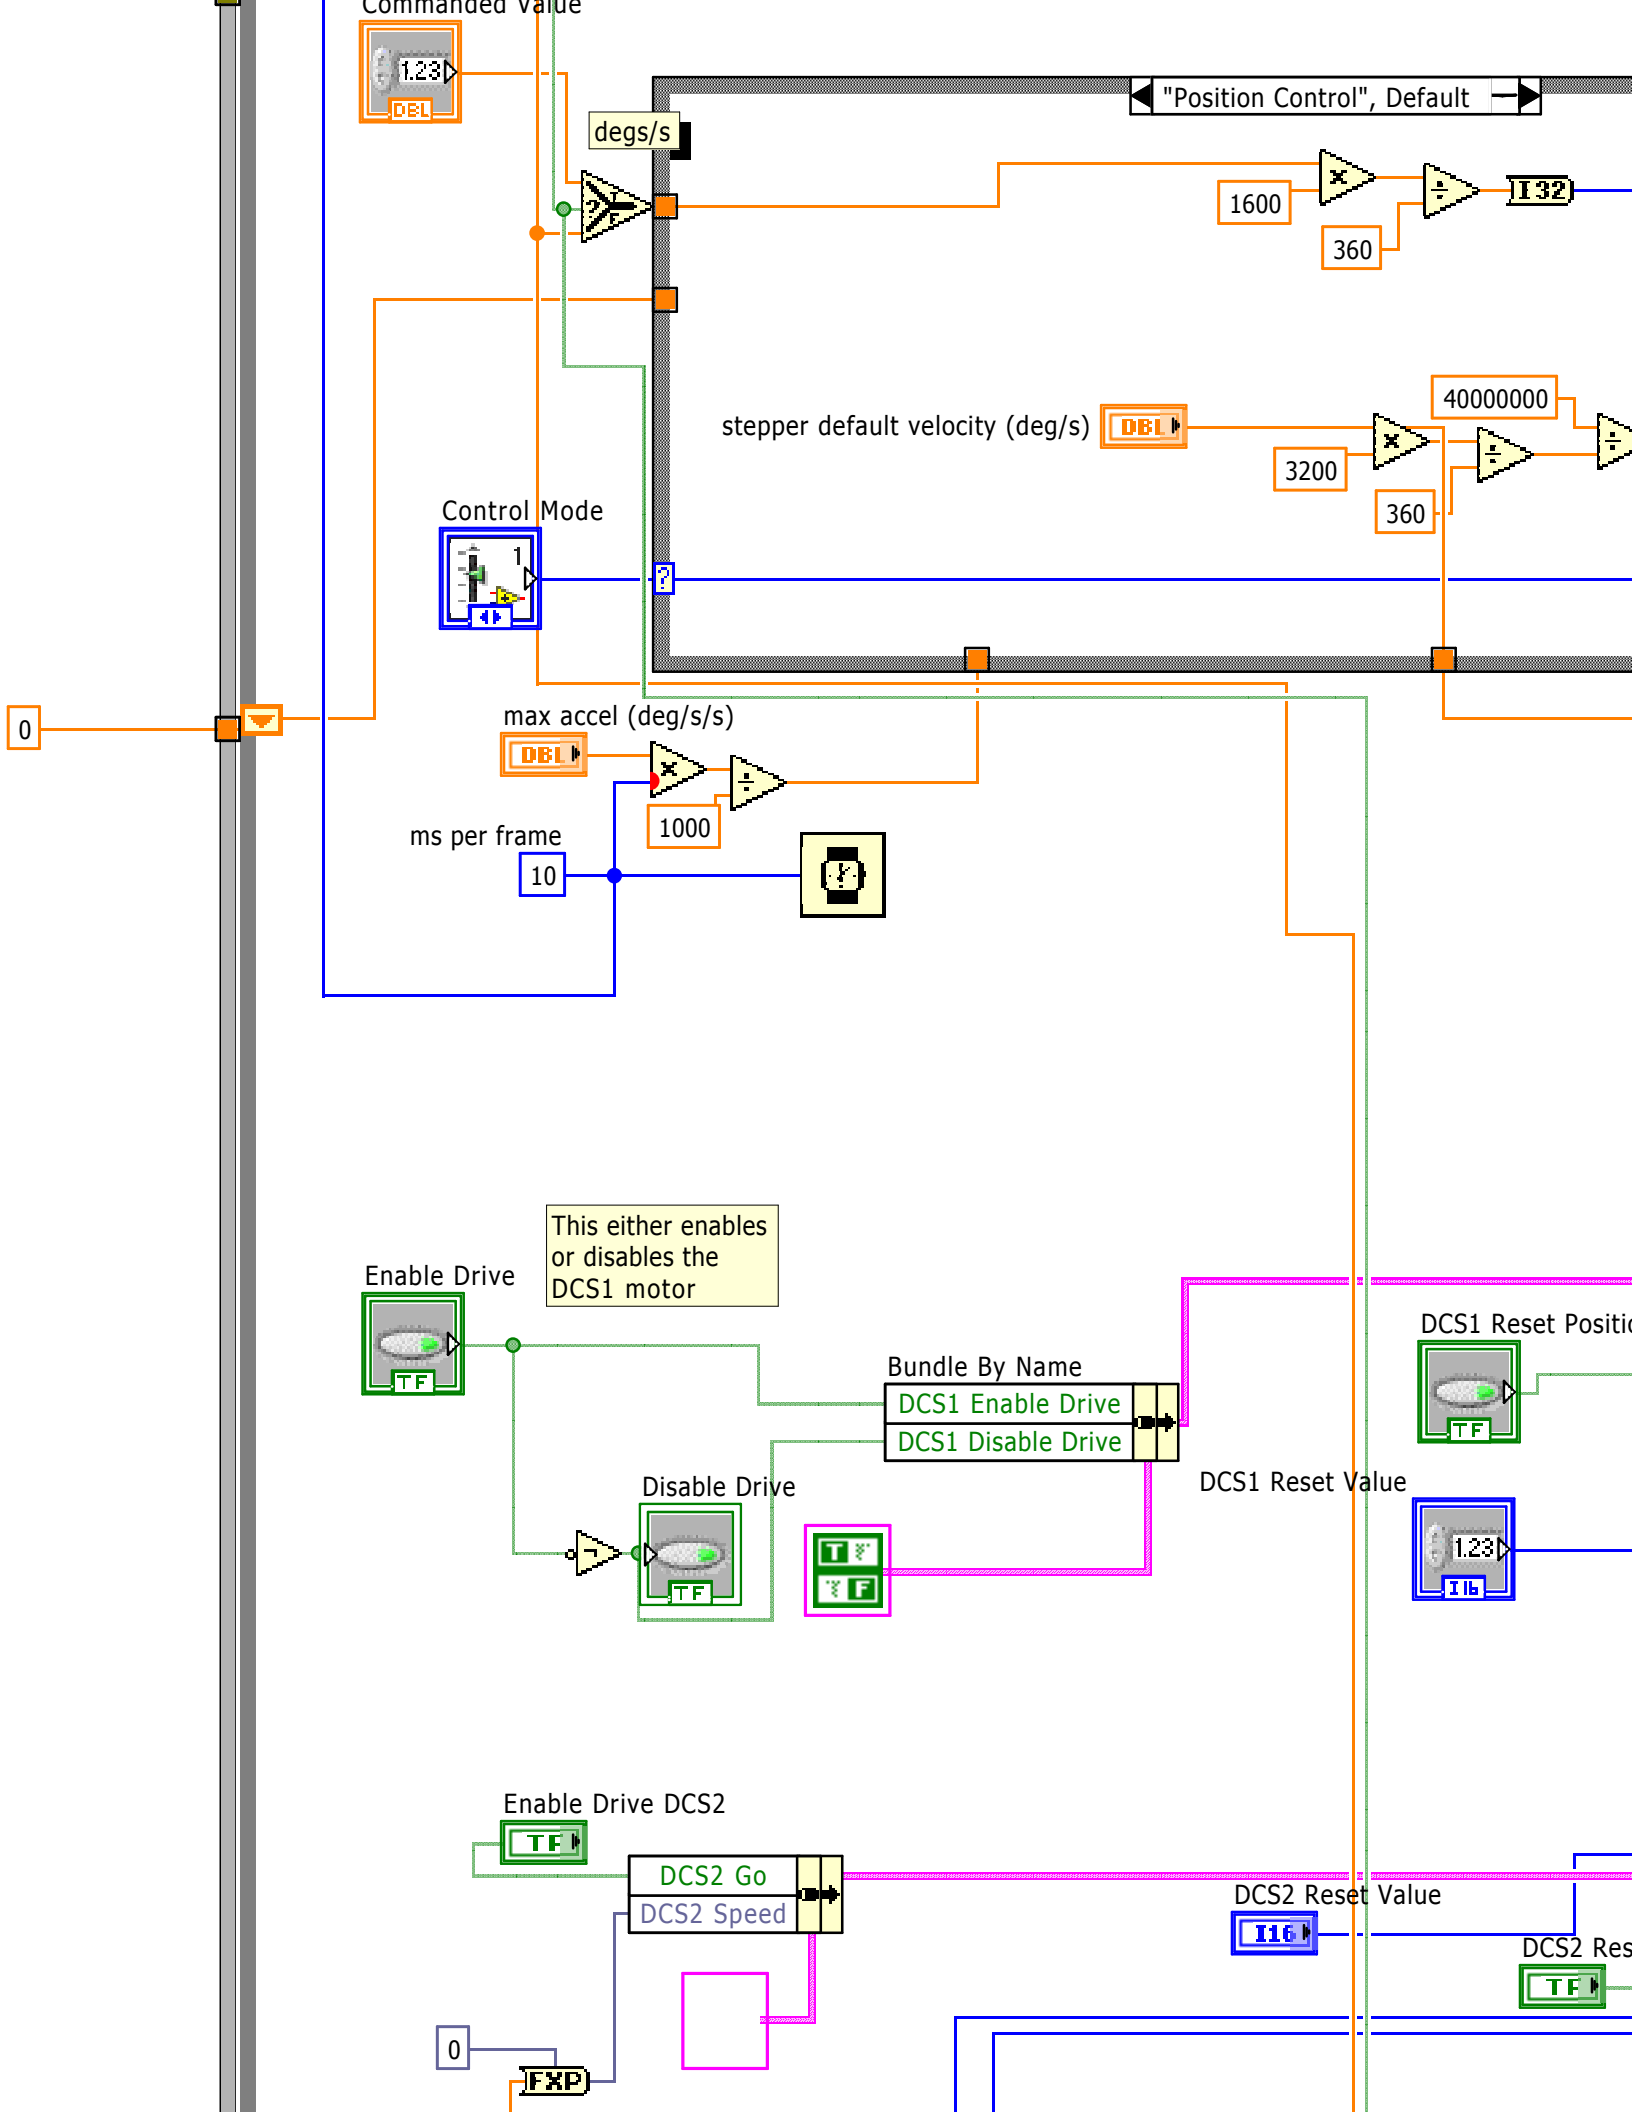 Commanded Value
1.23
DBL
"Position Control", Default
degs/s
?
T
F
x
÷
1600
I32
360
40000000
stepper default velocity (deg/s)
DBL
x
÷
÷
3200
360
Control Mode
1
?
0
max accel (deg/s/s)
DBL
x
÷
1000
ms per frame
10
This either enables
or disables the
DCS1 motor
Enable Drive
TF
DCS1 Reset Positio
TF
Bundle By Name
DCS1 Enable Drive
DCS1 Disable Drive
DCS1 Reset Value
1.23
I16
Disable Drive
TF
T
F
Enable Drive DCS2
TF
DCS2 Go
DCS2 Speed
DCS2 Reset Value
I16
DCS2 Res
TF
0
FXP